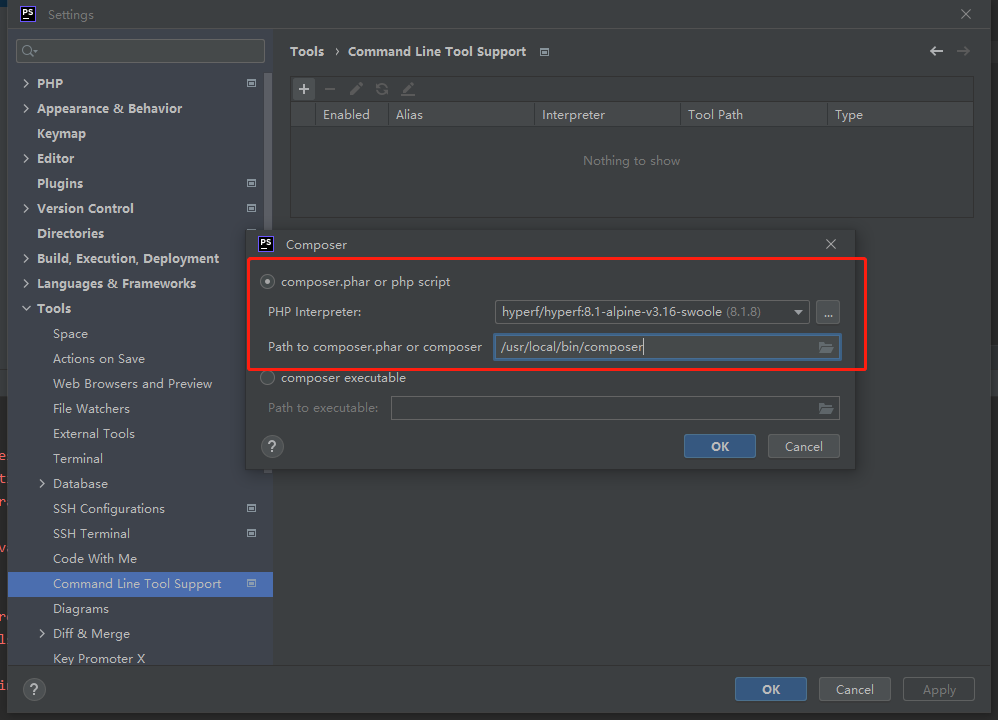 PS Settings
Tools › Command Line Tool Support
PHP
Appearance & Behavior
Keymap
Editor
Plugins
Version Control
Directories
Build, Execution, Deployment
Languages & Frameworks
Tools
Space
Actions on Save
Web Browsers and Preview
File Watchers
External Tools
Terminal
Database
SSH Configurations
SSH Terminal
Code With Me
Command Line Tool Support
Diagrams
Diff & Merge
Key Promoter X
Enabled Alias Interpreter Tool Path Type
Nothing to show
PS Composer
composer.phar or php script
PHP Interpreter: hyperf/hyperf:8.1-alpine-v3.16-swoole (8.1.8) ...
Path to composer.phar or composer /usr/local/bin/composer
composer executable
Path to executable:
? OK Cancel
? OK Cancel Apply